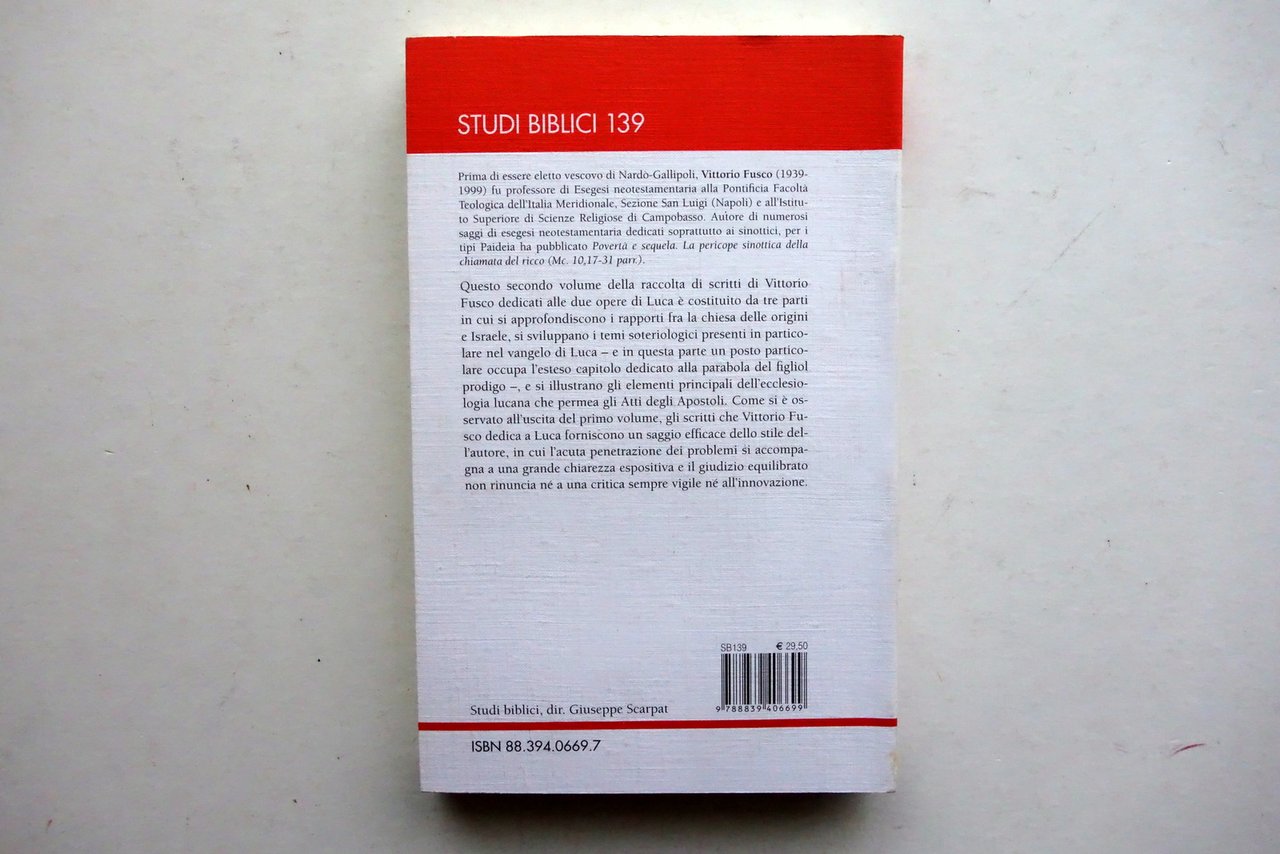 STUDI BIBLICI 139
Prima di essere eletto vescovo di Nardò-Gallipoli, Vittorio Fusco (1939-
1999) fu professore di Esegesi neotestamentaria alla Pontificia Facoltà
Teologica dell'Italia Meridionale, Sezione San Luigi (Napoli) e all'Istitu-
to Superiore di Scienze Religiose di Campobasso. Autore di numerosi
saggi di esegesi neotestamentaria dedicati soprattutto ai sinottici, per i
tipi Paideia ha pubblicato Povertà e sequela. La pericope sinottica della
chiamata del ricco (Mc. 10,17-31 parr.).
Questo secondo volume della raccolta di scritti di Vittorio
Fusco dedicati alle due opere di Luca è costituito da tre parti
in cui si approfondiscono i rapporti fra la chiesa delle origini
e Israele, si sviluppano i temi soteriologici presenti in partico-
lare nel vangelo di Luca – e in questa parte un posto partico-
lare occupa l'esteso capitolo dedicato alla parabola del figliol
prodigo –, e si illustrano gli elementi principali dell'ecclesio-
logia lucana che permea gli Atti degli Apostoli. Come si è os-
servato all'uscita del primo volume, gli scritti che Vittorio Fu-
sco dedica a Luca forniscono un saggio efficace dello stile del-
l'autore, in cui l'acuta penetrazione dei problemi si accompa-
gna a una grande chiarezza espositiva e il giudizio equilibrato
non rinuncia né a una critica sempre vigile né all'innovazione.
SB139 € 29,50
9 788839 406699
Studi biblici, dir. Giuseppe Scarpat
ISBN 88.394.0669.7